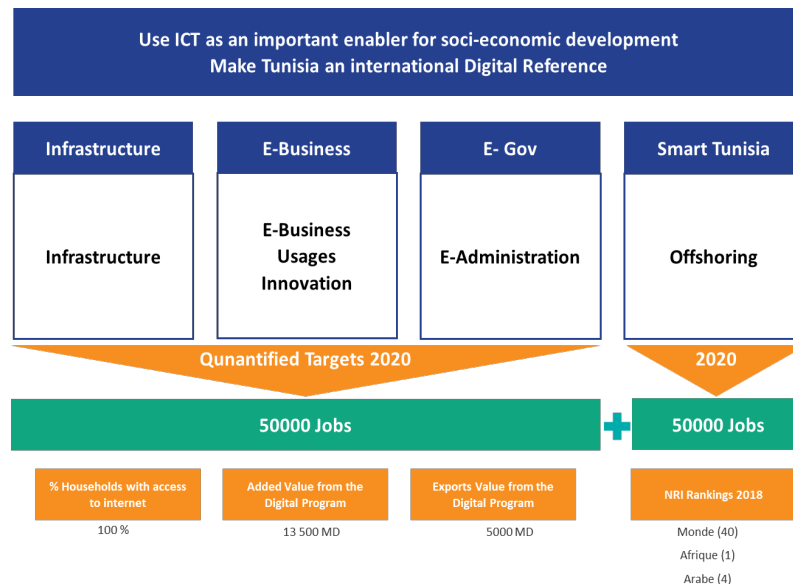 Use ICT as an important enabler for soci-economic development
Make Tunisia an international Digital Reference
Infrastructure
E-Business
E- Gov
Smart Tunisia
Infrastructure
E-Business
Usages
Innovation
E-Administration
Offshoring
Qunantified Targets 2020
2020
50000 Jobs
50000 Jobs
% Households with access
to internet
Added Value from the
Digital Program
Exports Value from the
Digital Program
NRI Rankings 2018
100 %
13 500 MD
5000 MD
Monde (40)
Afrique (1)
Arabe (4)